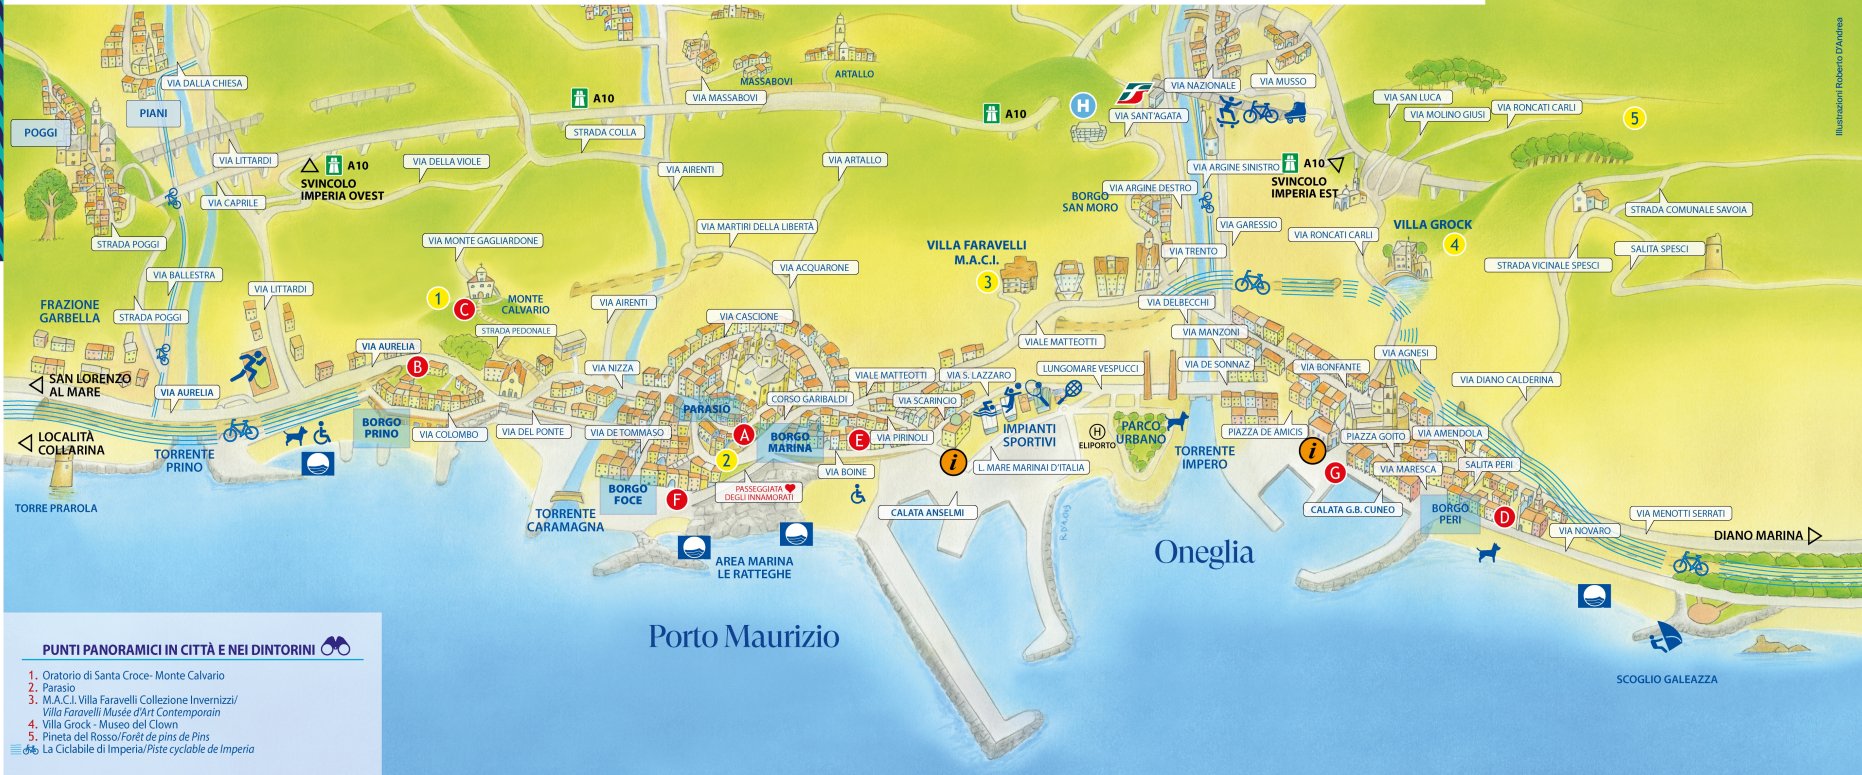 Illustrazioni Roberto D'Andrea
VIA DALLA CHIESA
PIANI
POGGI
VIA LITTARDI
A10
SVINCOLO
IMPERIA OVEST
VIA CAPRILE
STRADA POGGI
VIA BALLESTRA
VIA LITTARDI
FRAZIONE
GARBELLA
STRADA POGGI
A10
STRADA COLLA
VIA DELLA VIOLE
VIA MONTE GAGLIARDONE
1
C
MONTE
CALVARIO
STRADA PEDONALE
MASSABOVI
ARTALLO
VIA MASSABOVI
VIA AIRENTI
VIA ARTALLO
VIA MARTIRI DELLA LIBERTÀ
VIA ACQUARONE
VIA AIRENTI
VIA CASCIONE
A10
H
VIA SANT'AGATA
VIA NAZIONALE
VIA MUSSO
VIA SAN LUCA
VIA MOLINO GIUSI
VIA RONCATI CARLI
5
VIA ARGINE SINISTRO
A10
SVINCOLO
IMPERIA EST
VIA ARGINE DESTRO
BORGO
SAN MORO
VIA GARESSIO
VIA RONCATI CARLI
VILLA GROCK
4
STRADA COMUNALE SAVOIA
SALITA SPESCI
STRADA VICINALE SPESCI
VILLA FARAVELLI
M.A.C.I.
3
VIA TRENTO
VIA DELBECCHI
VIALE MATTEOTTI
VIA MANZONI
VIA AGNESI
VIA AURELIA
B
SAN LORENZO
AL MARE
VIA AURELIA
LOCALITÀ
COLLARINA
BORGO
PRINO
VIA COLOMBO
VIA DEL PONTE
TORRENTE
PRINO
TORRE PRAROLA
VIA NIZZA
PARASIO
CORSO GARIBALDI
VIALE MATTEOTTI
VIA S. LAZZARO
VIA SCARINCIO
LUNGOMARE VESPUCCI
VIA DE SONNAZ
VIA BONFANTE
VIA DIANO CALDERINA
VIA DE TOMMASO
A
BORGO
MARINA
E
VIA PIRINOLI
2
i
IMPIANTI
SPORTIVI
H
ELIPORTO
PARCO
URBANO
TORRENTE
IMPERO
PIAZZA DE AMICIS
i
PIAZZA GOITO
VIA AMENDOLA
G
VIA MARESCA
SALITA PERI
VIA BOINE
L. MARE MARINAI D'ITALIA
BORGO
FOCE
F
PASSEGGIATA
DEGLI INNAMORATI
TORRENTE
CARAMAGNA
CALATA ANSELMI
R. D'A. 013
CALATA G.B. CUNEO
BORGO
PERI
D
VIA NOVARO
VIA MENOTTI SERRATI
DIANO MARINA
AREA MARINA
LE RATTEGHE
Oneglia
Porto Maurizio
SCOGLIO GALEAZZA
PUNTI PANORAMICI IN CITTÀ E NEI DINTORINI
1. Oratorio di Santa Croce- Monte Calvario
2. Parasio
3. M.A.C.I. Villa Faravelli Collezione Invernizzi/
Villa Faravelli Musée d'Art Contemporain
4. Villa Grock - Museo del Clown
5. Pineta del Rosso/Forêt de pins de Pins
La Ciclabile di Imperia/Piste cyclable de Imperia